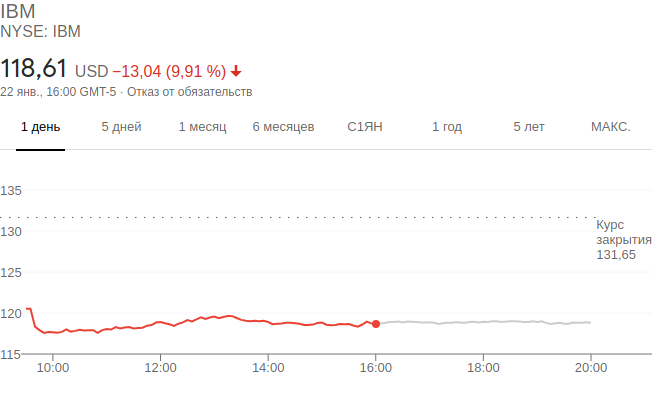 IBM
NYSE: IBM
118,61 USD −13,04 (9,91 %)
22 янв., 16:00 GMT-5 · Отказ от обязательств
1 день 5 дней 1 месяц 6 месяцев С1ЯН 1 год 5 лет МАКС.
135
130
125
120
115
Курс
закрытия
131,65
10:00 12:00 14:00 16:00 18:00 20:00